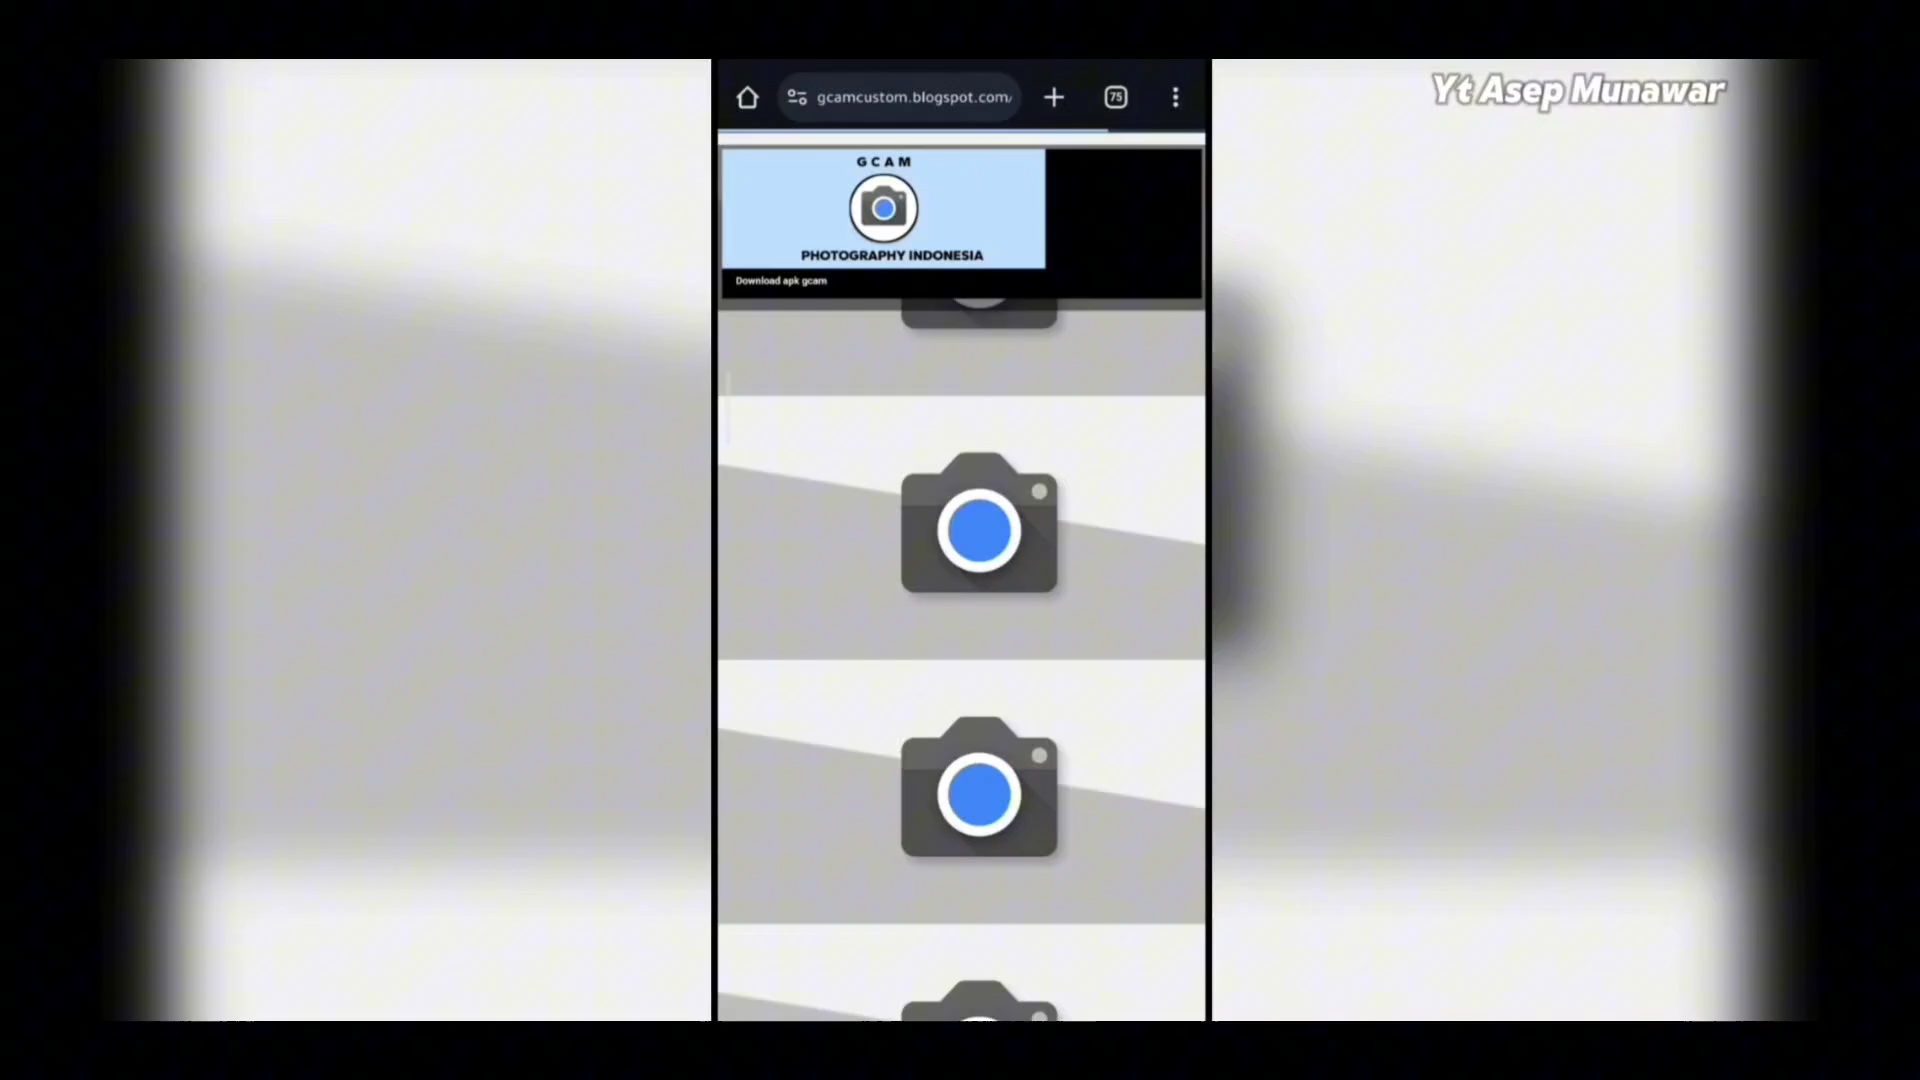 Yt Asep Munawar
gcamcustom.blogspot.com/
75
GCAM
PHOTOGRAPHY INDONESIA
Download apk gcam